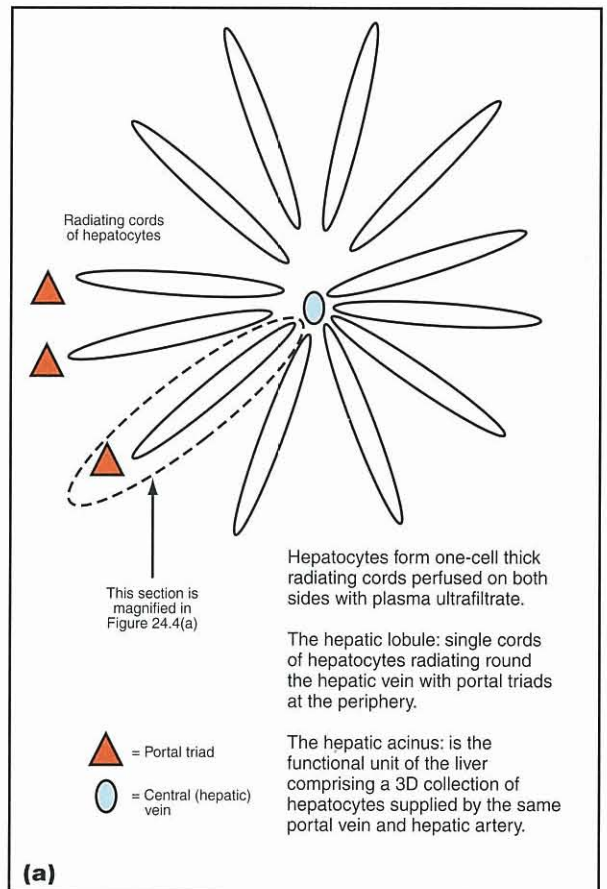 Radiating cords
of hepatocytes
This section is
magnified in
Figure 24.4(a)
Hepatocytes form one-cell thick
radiating cords perfused on both
sides with plasma ultrafiltrate.
The hepatic lobule: single cords
of hepatocytes radiating round
the hepatic vein with portal triads
at the periphery.
The hepatic acinus: is the
functional unit of the liver
comprising a 3D collection of
hepatocytes supplied by the same
portal vein and hepatic artery.
= Portal triad
= Central (hepatic)
vein
(a)